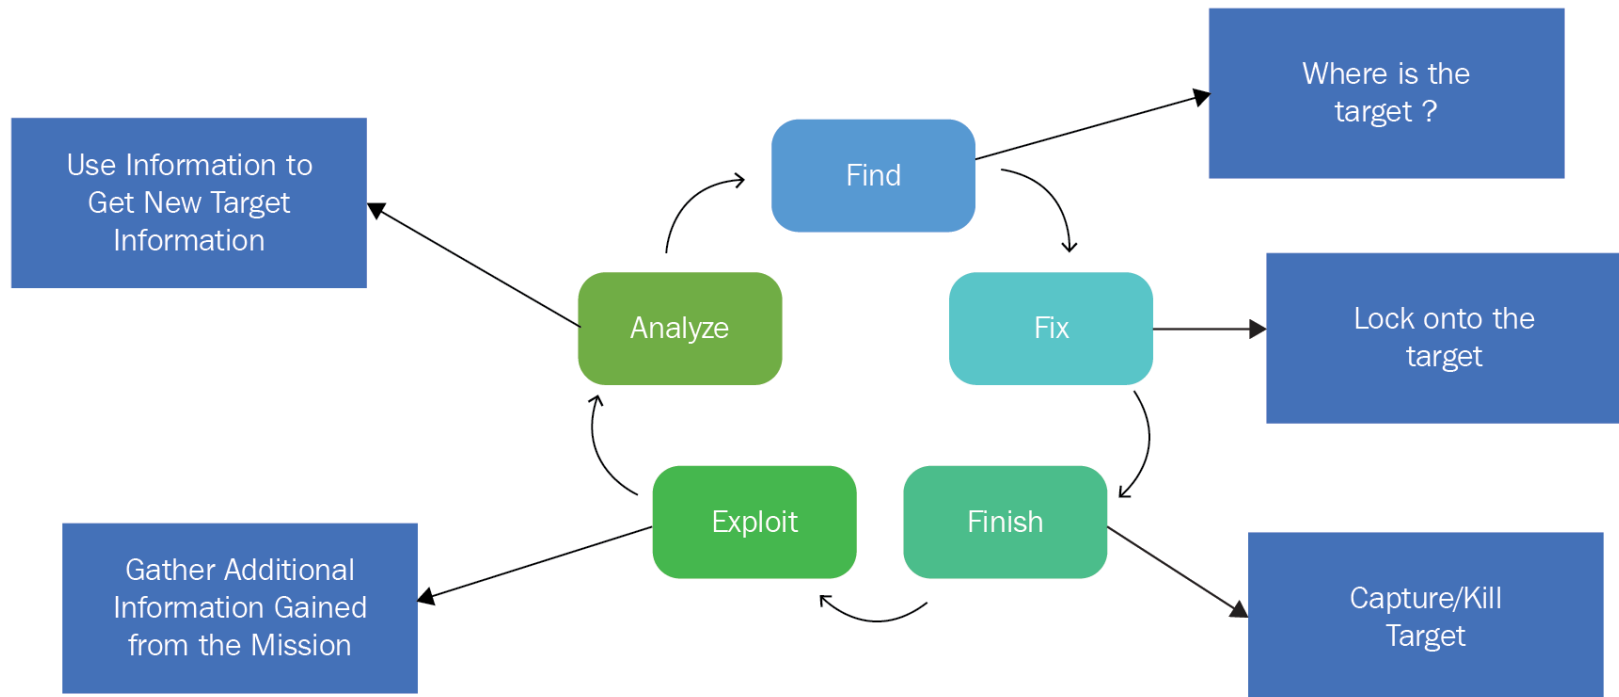 Where is the
target ?
Find
Use Information to
Get New Target
Information
Analyze
Fix
Lock onto the
target
Exploit
Finish
Gather Additional
Information Gained
from the Mission
Capture/Kill
Target